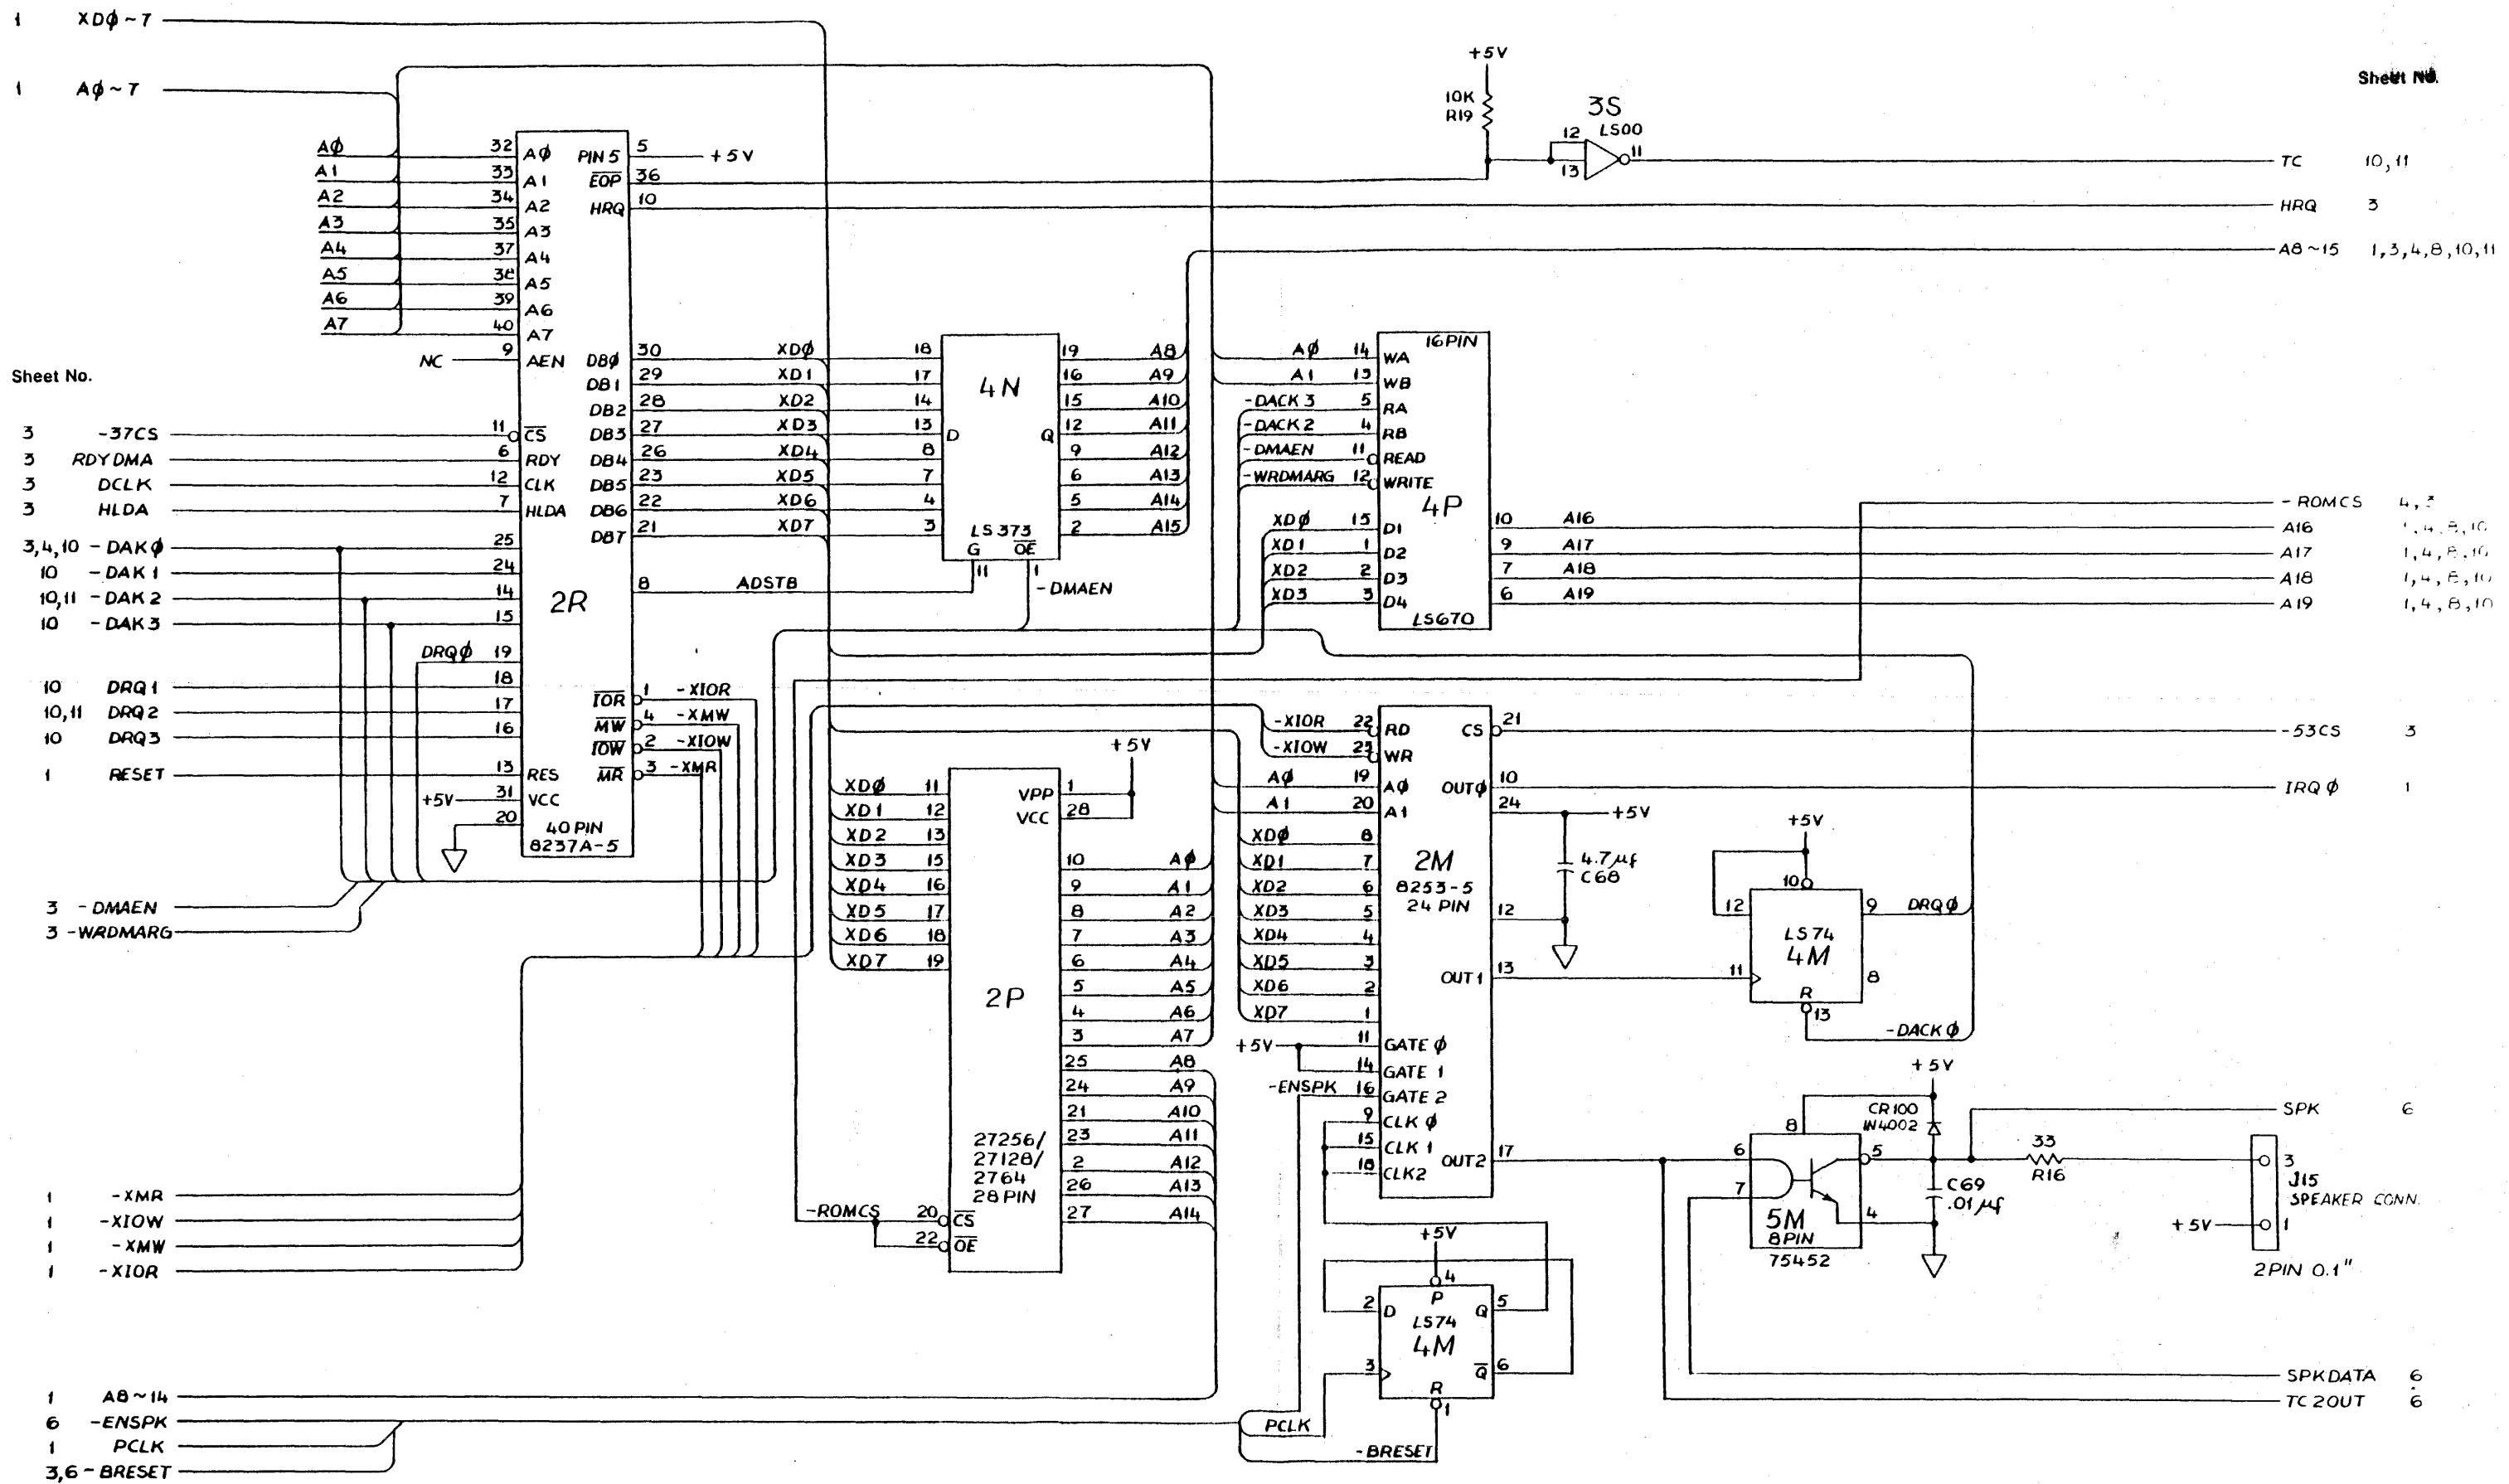 1 XDϕ~7
1 Aϕ~7
Sheet No.
3 -37CS
3 RDYDMA
3 DCLK
3 HLDA
3,4,10 -DAKϕ
10 -DAK1
10,11 -DAK2
10 -DAK3
10 DRQ1
10,11 DRQ2
10 DRQ3
1 RESET
3 -DMAEN
3 -WRDMARG
1 -XMR
1 -XIOW
1 -XMW
1 -XIOR
1 A8~14
6 -ENSPK
1 PCLK
3,6 -BRESET
Aϕ 32 Aϕ
A1 33 A1
A2 34 A2
A3 35 A3
A4 37 A4
A5 38 A5
A6 39 A6
A7 40 A7
NC 9 AEN
11 CS
6 RDY
12 CLK
7 HLDA
25
24
14
15
DRQϕ 19
18
17
16
13 RES
+5V 31 VCC
20
2R
40 PIN
8237A-5
PIN 5 5 +5V
EOP 36
HRQ 10
DBϕ 30 XDϕ
DB1 29 XD1
DB2 28 XD2
DB3 27 XD3
DB4 26 XD4
DB5 23 XD5
DB6 22 XD6
DB7 21 XD7
8 ADSTB
IOR 1 -XIOR
MW 4 -XMW
IOW 2 -XIOW
MR 3 -XMR
18 19 A8
17 16 A9
14 15 A10
13 D Q 12 A11
8 9 A12
7 6 A13
4 5 A14
3 2 A15
4N
LS373
G OE
11 1 -DMAEN
+5V
10K
R19
3S
LS00
12
13
11
16PIN
Aϕ 14 WA
A1 13 WB
-DACK3 5 RA
-DACK2 4 RB
-DMAEN 11 READ
-WRDMARG 12 WRITE
4P
XDϕ 15 D1
XD1 1 D2
XD2 2 D3
XD3 3 D4
LS670
10 A16
9 A17
7 A18
6 A19
Sheet No.
TC 10,11
HRQ 3
A8~15 1,3,4,8,10,11
-ROMCS
A16 1,4,8,10
A17 1,4,8,10
A18 1,4,8,10
A19 1,4,8,10
-53CS 3
IRQϕ 1
SPK 6
SPKDATA 6
TC2OUT 6
+5V
XDϕ 11
XD1 12
XD2 13
XD3 15
XD4 16
XD5 17
XD6 18
XD7 19
VPP 1
VCC 28
10 Aϕ
9 A1
8 A2
7 A3
6 A4
5 A5
4 A6
3 A7
25 A8
24 A9
21 A10
23 A11
2 A12
26 A13
27 A14
2P
27256/
27128/
2764
28PIN
-ROMCS 20 CS
22 OE
-XIOR 22 RD
-XIOW 23 WR
Aϕ 19 Aϕ
A1 20 A1
XDϕ 8
XD1 7
XD2 6
XD3 5
XD4 4
XD5 3
XD6 2
XD7 1
+5V 11 GATE ϕ
14 GATE 1
-ENSPK 16 GATE 2
9 CLK ϕ
15 CLK 1
18 CLK2
2M
8253-5
24 PIN
CS 21
OUTϕ 10
24 +5V
4.7µf
C68
12
OUT1 13
OUT2 17
+5V
10
12 9 DRQϕ
LS74
4M
11 8
R
13
-DACKϕ
+5V
CR100
IN4002
8
6 5
7 4
5M
8PIN
75452
C69
.01µf
33
R16
3
J15
SPEAKER CONN.
+5V 1
2PIN 0.1"
+5V
4
P
2 D Q 5
LS74
4M
3 Q 6
R
1
PCLK
-BRESET